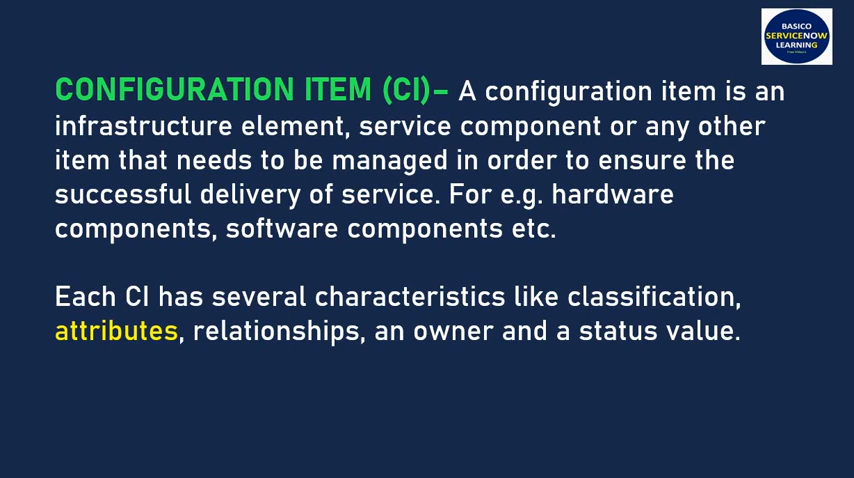 BASICO
SERVICENOW
LEARNING
CONFIGURATION ITEM (CI)– A configuration item is an
infrastructure element, service component or any other
item that needs to be managed in order to ensure the
successful delivery of service. For e.g. hardware
components, software components etc.
Each CI has several characteristics like classification,
attributes, relationships, an owner and a status value.